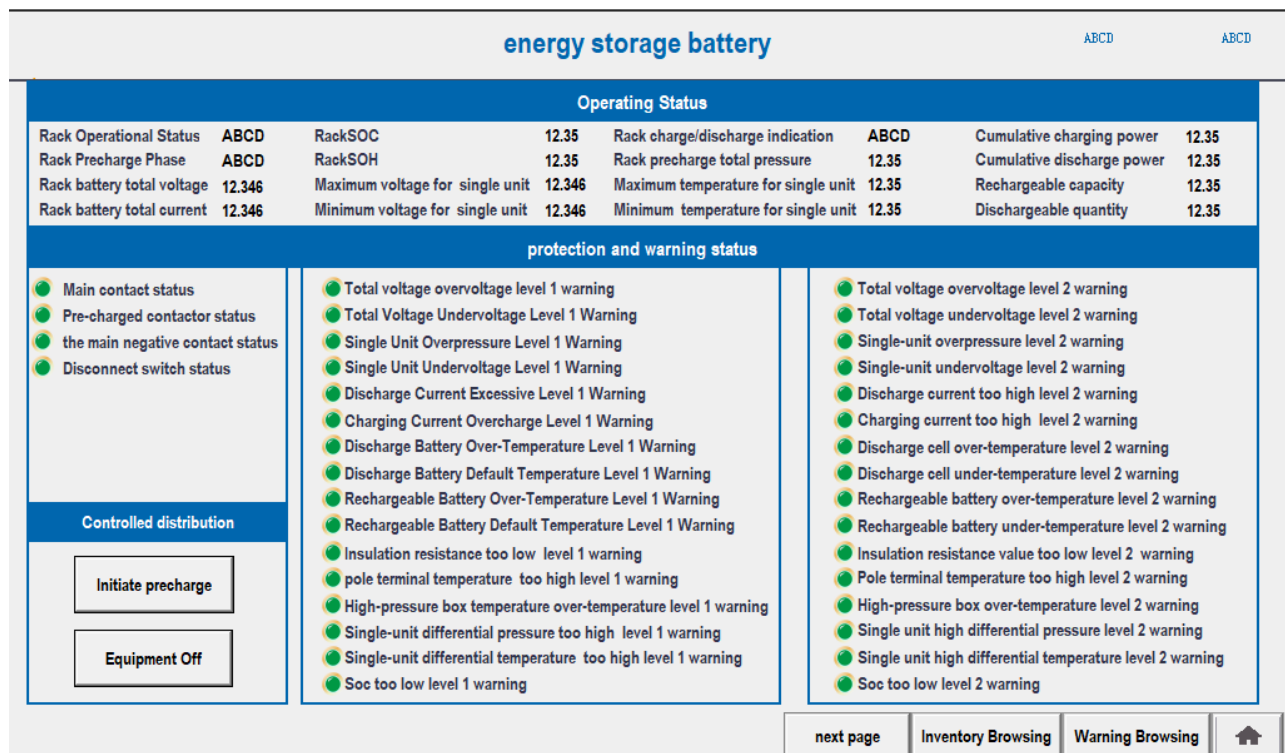 energy storage battery
ABCD
ABCD
Operating Status
Rack Operational Status ABCD RackSOC 12.35 Rack charge/discharge indication ABCD Cumulative charging power 12.35
Rack Precharge Phase ABCD RackSOH 12.35 Rack precharge total pressure 12.35 Cumulative discharge power 12.35
Rack battery total voltage 12.346 Maximum voltage for single unit 12.346 Maximum temperature for single unit 12.35 Rechargeable capacity 12.35
Rack battery total current 12.346 Minimum voltage for single unit 12.346 Minimum temperature for single unit 12.35 Dischargeable quantity 12.35
protection and warning status
Main contact status
Pre-charged contactor status
the main negative contact status
Disconnect switch status
Controlled distribution
Initiate precharge
Equipment Off
Total voltage overvoltage level 1 warning
Total Voltage Undervoltage Level 1 Warning
Single Unit Overpressure Level 1 Warning
Single Unit Undervoltage Level 1 Warning
Discharge Current Excessive Level 1 Warning
Charging Current Overcharge Level 1 Warning
Discharge Battery Over-Temperature Level 1 Warning
Discharge Battery Default Temperature Level 1 Warning
Rechargeable Battery Over-Temperature Level 1 Warning
Rechargeable Battery Default Temperature Level 1 Warning
Insulation resistance too low level 1 warning
pole terminal temperature too high level 1 warning
High-pressure box temperature over-temperature level 1 warning
Single-unit differential pressure too high level 1 warning
Single-unit differential temperature too high level 1 warning
Soc too low level 1 warning
Total voltage overvoltage level 2 warning
Total voltage undervoltage level 2 warning
Single-unit overpressure level 2 warning
Single-unit undervoltage level 2 warning
Discharge current too high level 2 warning
Charging current too high level 2 warning
Discharge cell over-temperature level 2 warning
Discharge cell under-temperature level 2 warning
Rechargeable battery over-temperature level 2 warning
Rechargeable battery under-temperature level 2 warning
Insulation resistance value too low level 2 warning
Pole terminal temperature too high level 2 warning
High-pressure box over-temperature level 2 warning
Single unit high differential pressure level 2 warning
Single unit high differential temperature level 2 warning
Soc too low level 2 warning
next page
Inventory Browsing
Warning Browsing